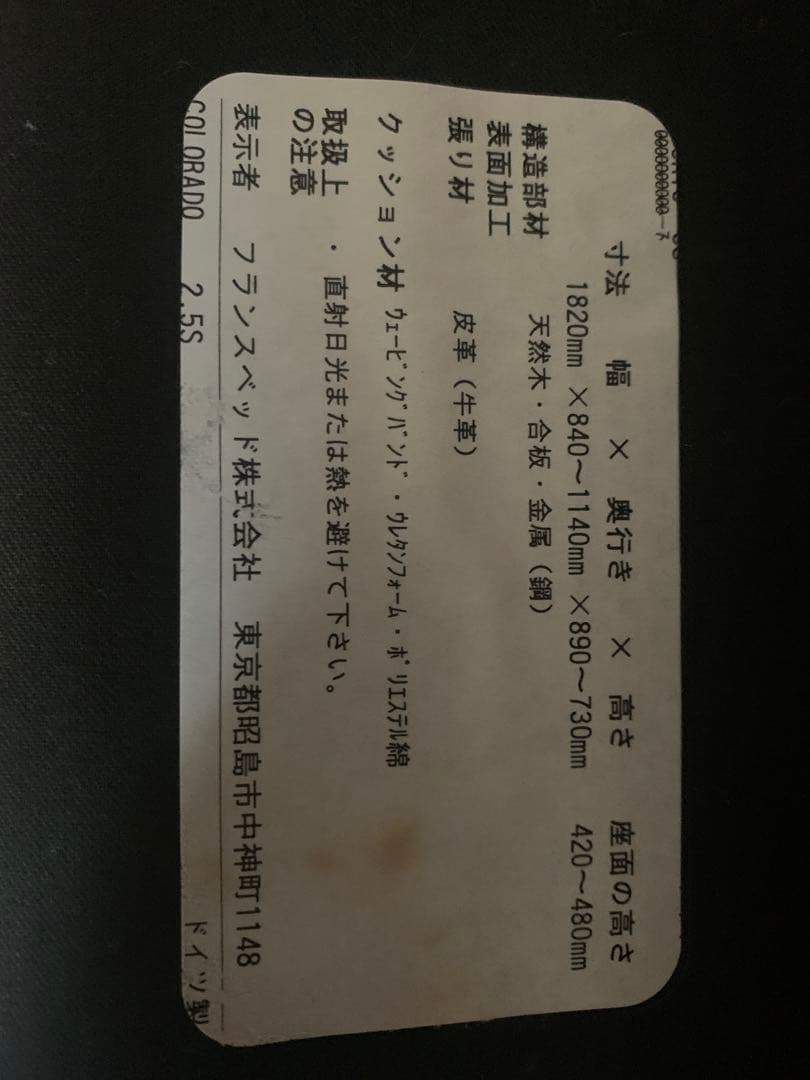 0000000000-7
寸法 幅 × 奥行き × 高さ 座面の高さ
1820mm ×840～1140mm ×890～730mm 420～480mm
構造部材 天然木・合板・金属(鋼)
表面加工
張り材 皮革(牛革)
クッション材 ｳｪｰﾋﾞﾝｸﾞﾊﾞﾝﾄﾞ・ｳﾚﾀﾝﾌｫｰﾑ・ﾎﾟﾘｴｽﾃﾙ綿
取扱上 ・直射日光または熱を避けて下さい。
の注意
表示者 フランスベッド株式会社 東京都昭島市中神町1148
COLORADO 2.5S ドイツ製